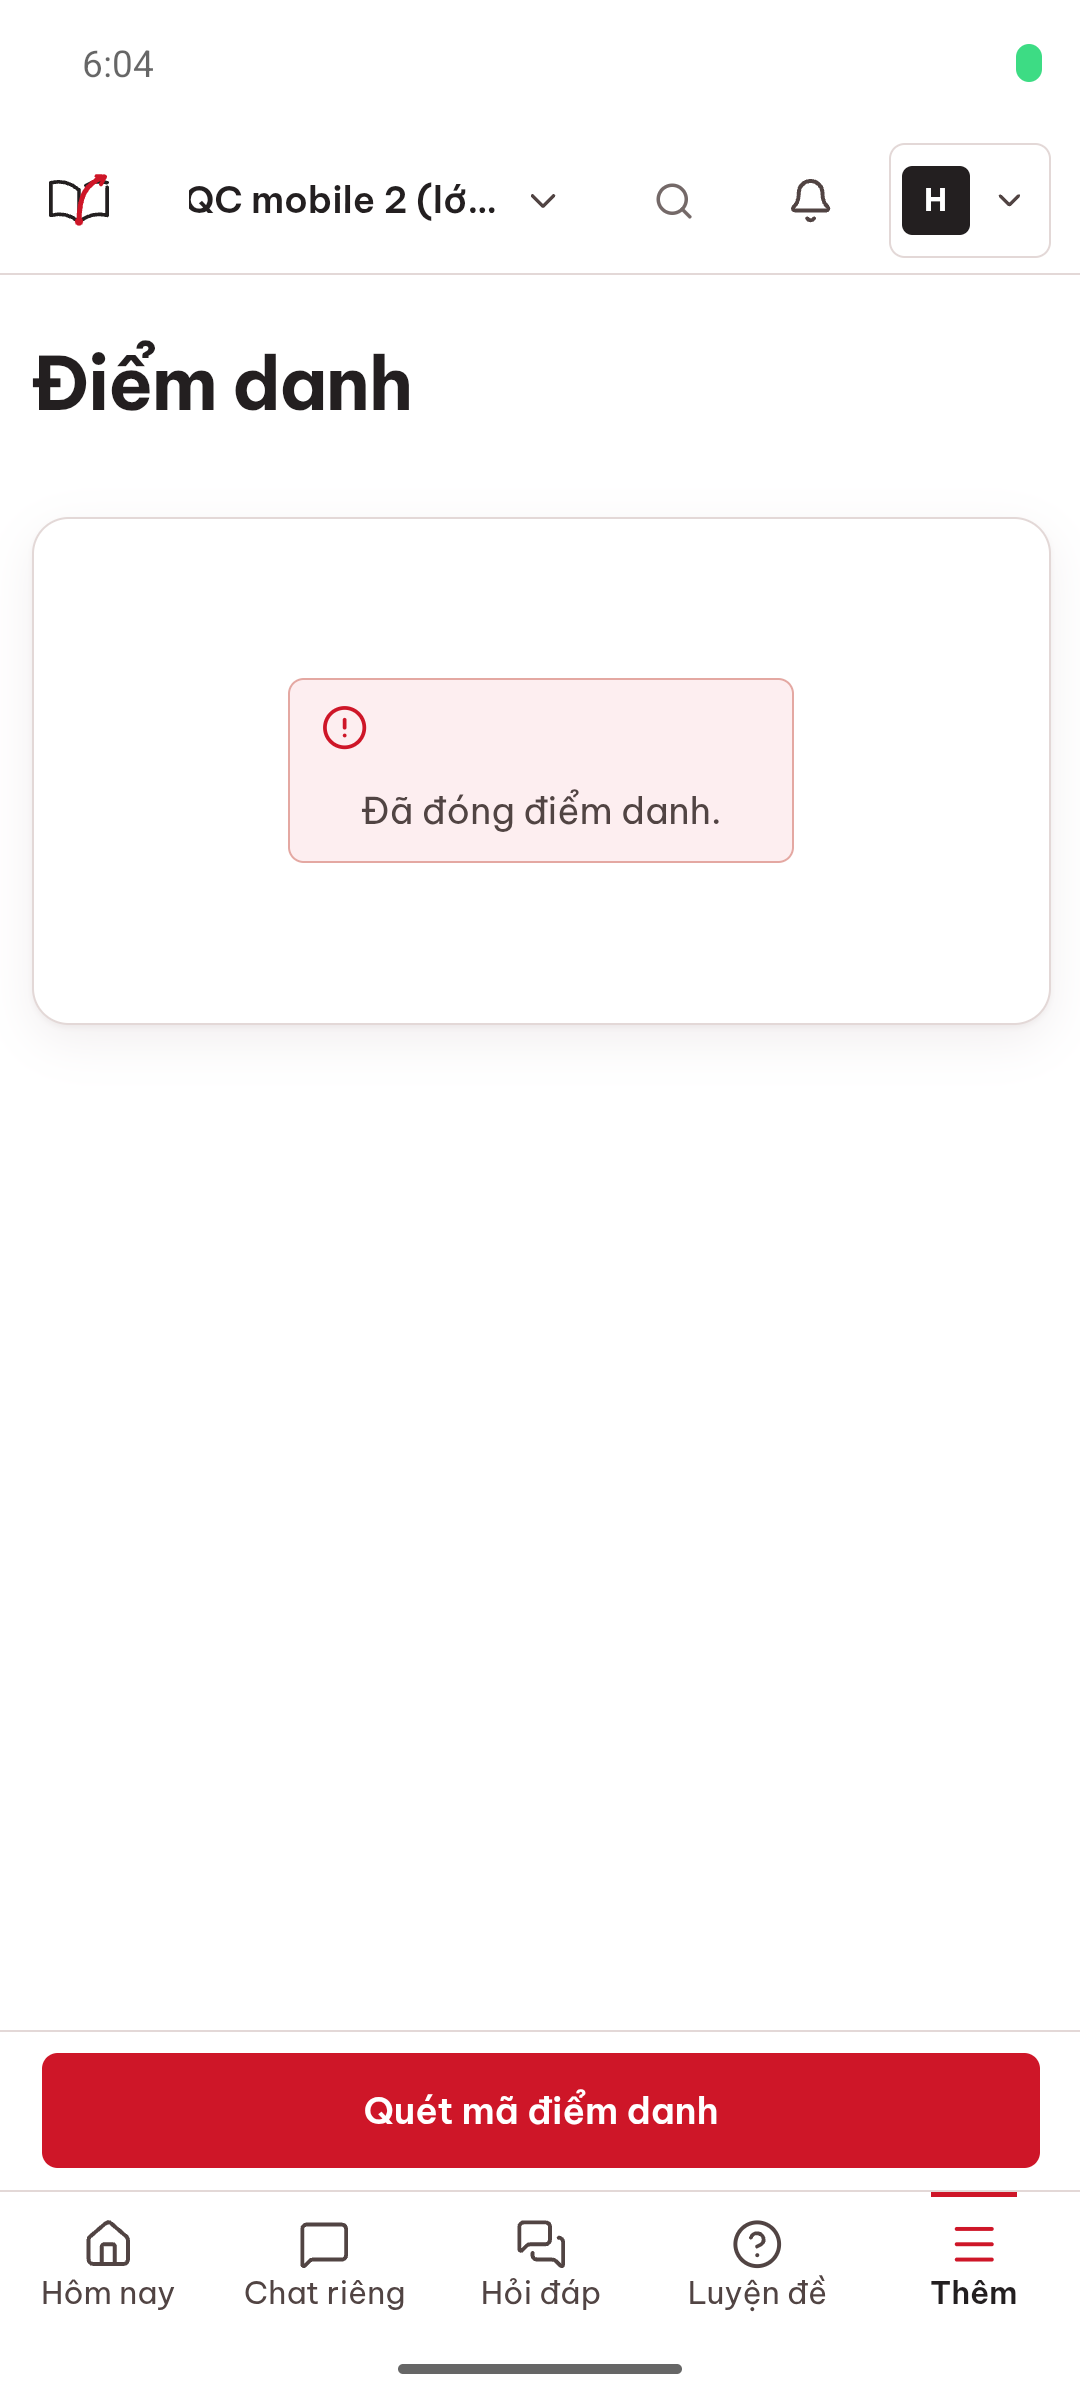 6:04
QC mobile 2 (lớ...
H
Điểm danh
Đã đóng điểm danh.
Quét mã điểm danh
Hôm nay
Chat riêng
Hỏi đáp
Luyện đề
Thêm